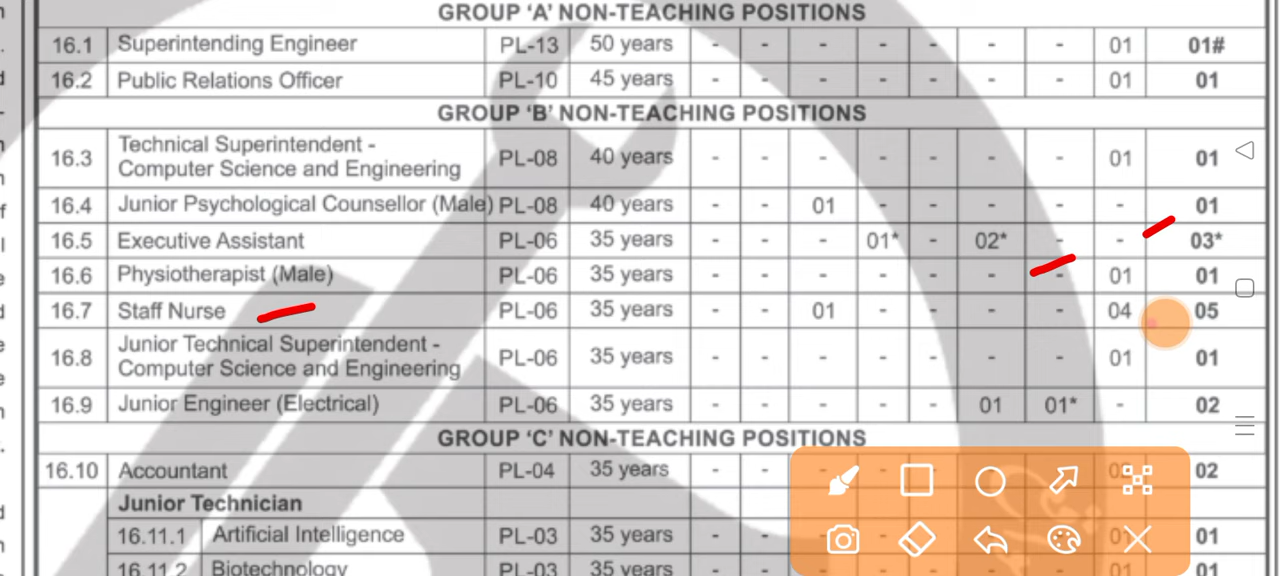 GROUP ‘A’ NON-TEACHING POSITIONS
16.1 Superintending Engineer PL-13 50 years - - - - - - - 01 01#
16.2 Public Relations Officer PL-10 45 years - - - - - - - 01 01
GROUP ‘B’ NON-TEACHING POSITIONS
16.3 Technical Superintendent -
Computer Science and Engineering PL-08 40 years - - - - - - - 01 01
16.4 Junior Psychological Counsellor (Male) PL-08 40 years - - 01 - - - - - 01
16.5 Executive Assistant PL-06 35 years - - - 01* - 02* - - 03*
16.6 Physiotherapist (Male) PL-06 35 years - - - - - - - 01 01
16.7 Staff Nurse PL-06 35 years - - 01 - - - - 04 05
16.8 Junior Technical Superintendent -
Computer Science and Engineering PL-06 35 years - - - - - - - 01 01
16.9 Junior Engineer (Electrical) PL-06 35 years - - - - - 01 01* - 02
GROUP ‘C’ NON-TEACHING POSITIONS
16.10 Accountant PL-04 35 years - - 02
Junior Technician
16.11.1 Artificial Intelligence PL-03 35 years - - 01
16.11.2 Biotechnology PL-03 35 years - - 01